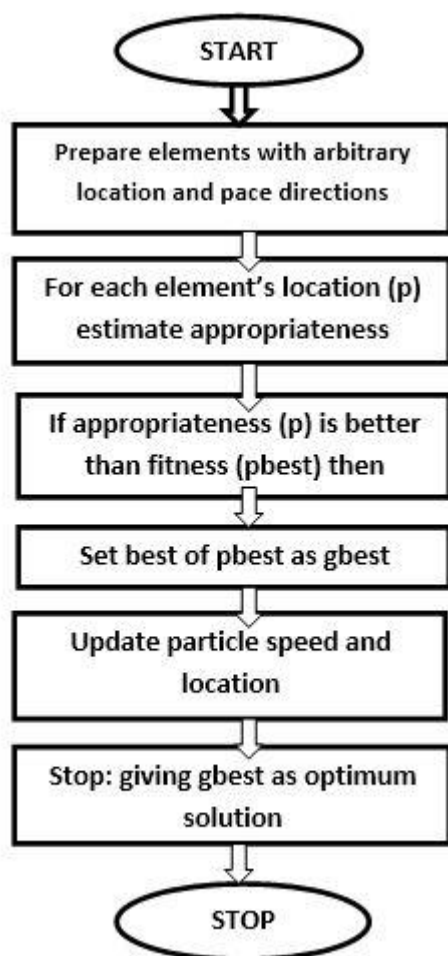 START
Prepare elements with arbitrary
location and pace directions
For each element's location (p)
estimate appropriateness
If appropriateness (p) is better
than fitness (pbest) then
Set best of pbest as gbest
Update particle speed and
location
Stop: giving gbest as optimum
solution
STOP